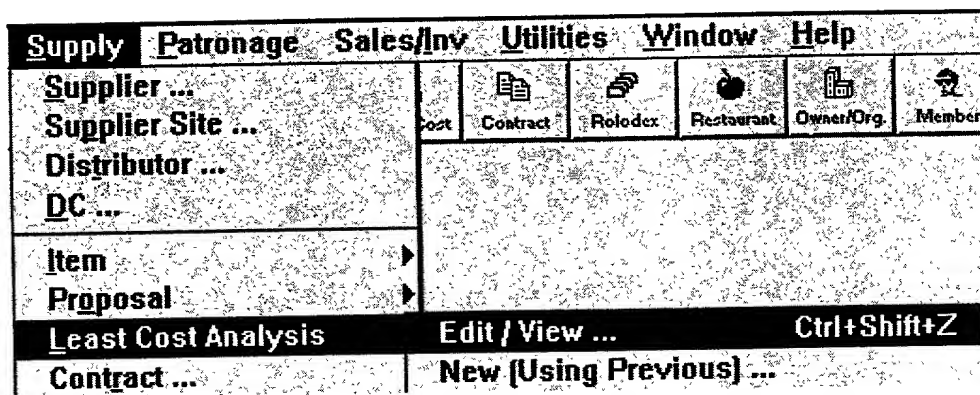 Supply Patronage Sales/Inv Utilities Window Help
Supplier ...
Supplier Site ...
Distributor ...
DC ...
Cost Contract Rolodex Restaurant Owner/Org. Member
Item
Proposal
Least Cost Analysis
Contract ...
Edit / View ... Ctrl+Shift+Z
New (Using Previous) ...